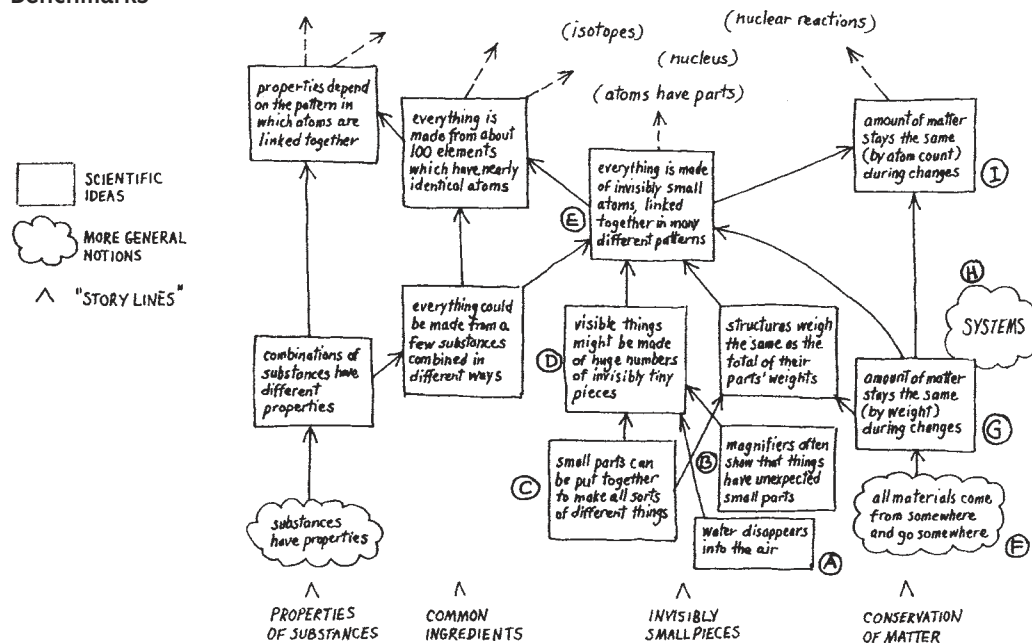 Benchmarks
(isotopes)
(nuclear reactions)
(nucleus)
(atoms have parts)
properties depend
on the pattern in
which atoms are
linked together
everything is
made from about
100 elements
which have nearly
identical atoms
everything is made
of invisibly small
atoms, linked
together in many
different patterns
E
amount of matter
stays the same
(by atom count)
during changes
I
SCIENTIFIC
IDEAS
MORE GENERAL
NOTIONS
"STORY LINES"
combinations of
substances have
different
properties
everything could
be made from a
few substances
combined in
different ways
visible things
might be made
of huge numbers
of invisibly tiny
pieces
D
structures weigh
the same as the
total of their
parts' weights
H
SYSTEMS
amount of matter
stays the same
(by weight)
during changes
G
substances
have properties
C
small parts can
be put together
to make all sorts
of different things
B
magnifiers often
show that things
have unexpected
small parts
water disappears
into the air
A
all materials come
from somewhere
and go somewhere
F
PROPERTIES
OF SUBSTANCES
COMMON
INGREDIENTS
INVISIBLY
SMALL PIECES
CONSERVATION
OF MATTER